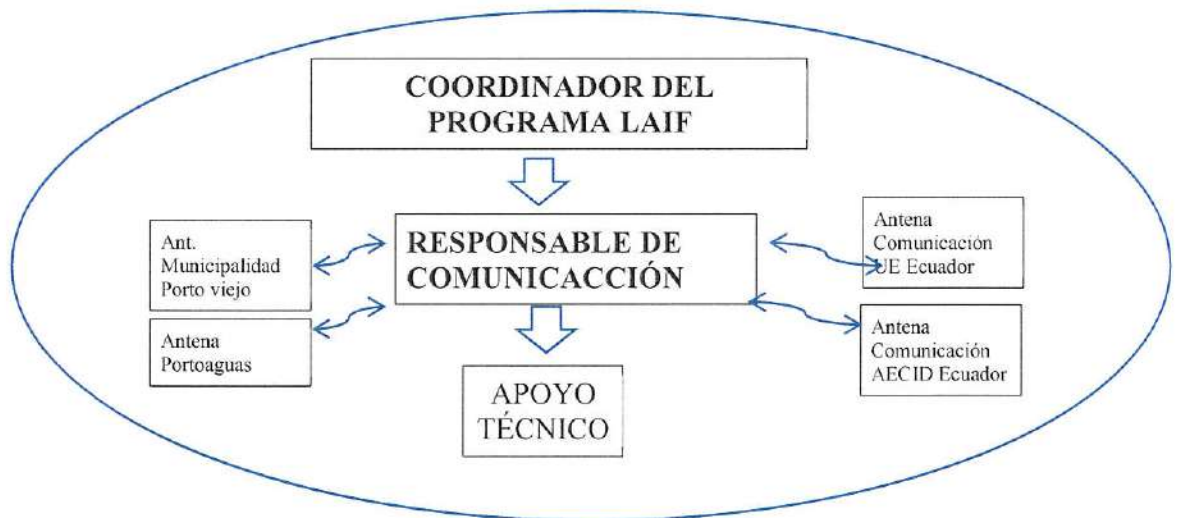 COORDINADOR DEL
PROGRAMA LAIF
Ant.
Municipalidad
Porto viejo
RESPONSABLE DE
COMUNICACCIÓN
Antena
Comunicación
UE Ecuador
Antena
Portoaguas
Antena
Comunicación
AECID Ecuador
APOYO
TÉCNICO